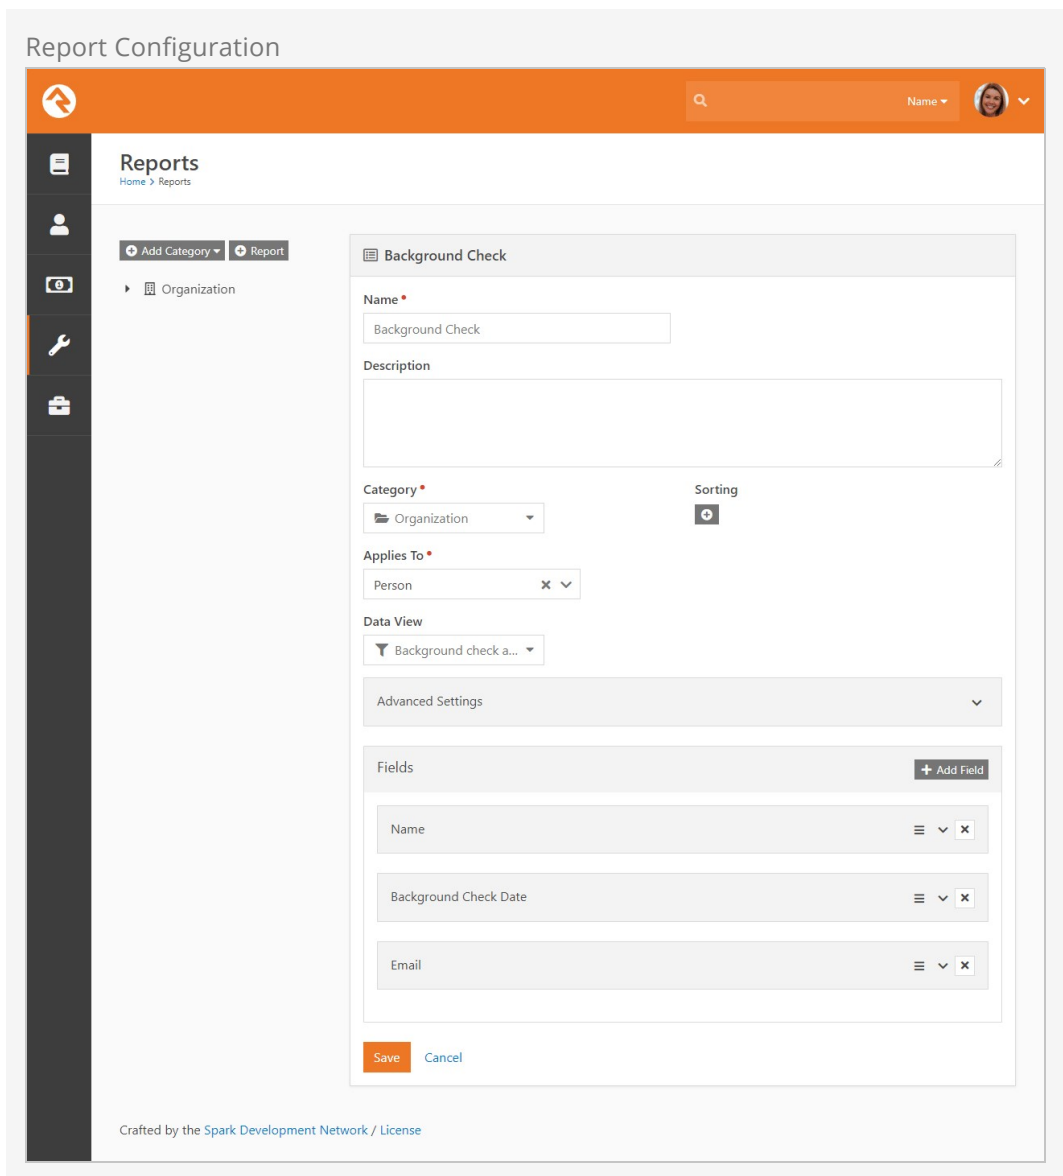 Report Configuration
Name
Reports
Home > Reports
Add Category Report
Organization
Background Check
Name
Background Check
Description
Category Sorting
Organization
Applies To
Person
Data View
Background check a...
Advanced Settings
Fields Add Field
Name
Background Check Date
Email
Save Cancel
Crafted by the Spark Development Network / License